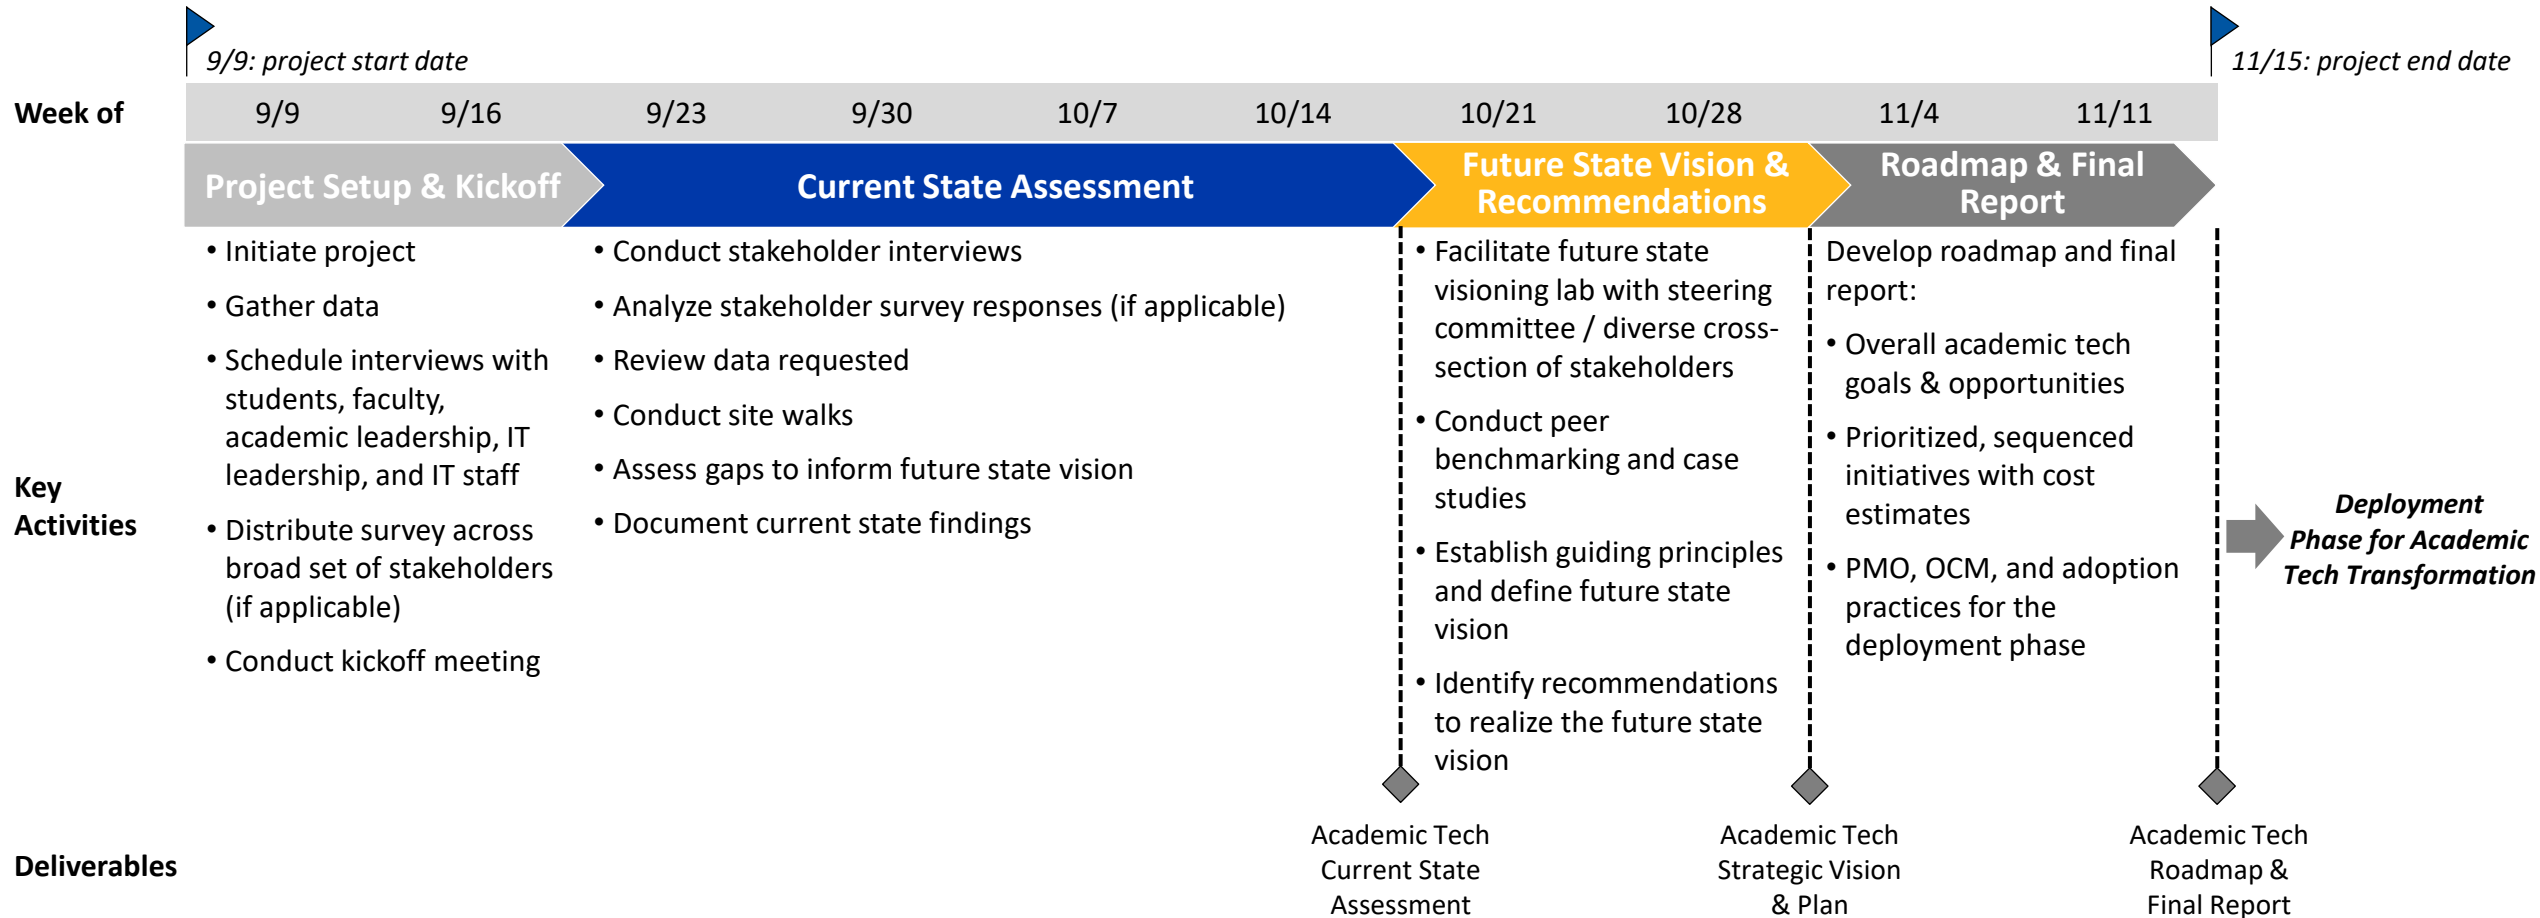 9/9: project start date
11/15: project end date
Week of
9/9
9/16
9/23
9/30
10/7
10/14
10/21
10/28
11/4
11/11
Project Setup & Kickoff
Current State Assessment
Future State Vision &
Recommendations
Roadmap & Final
Report
Key
Activities
• Initiate project
• Gather data
• Schedule interviews with
students, faculty,
academic leadership, IT
leadership, and IT staff
• Distribute survey across
broad set of stakeholders
(if applicable)
• Conduct kickoff meeting
• Conduct stakeholder interviews
• Analyze stakeholder survey responses (if applicable)
• Review data requested
• Conduct site walks
• Assess gaps to inform future state vision
• Document current state findings
• Facilitate future state
visioning lab with steering
committee / diverse cross-
section of stakeholders
• Conduct peer
benchmarking and case
studies
• Establish guiding principles
and define future state
vision
• Identify recommendations
to realize the future state
vision
Develop roadmap and final
report:
• Overall academic tech
goals & opportunities
• Prioritized, sequenced
initiatives with cost
estimates
• PMO, OCM, and adoption
practices for the
deployment phase
Deployment
Phase for Academic
Tech Transformation
Deliverables
Academic Tech
Current State
Assessment
Academic Tech
Strategic Vision
& Plan
Academic Tech
Roadmap &
Final Report